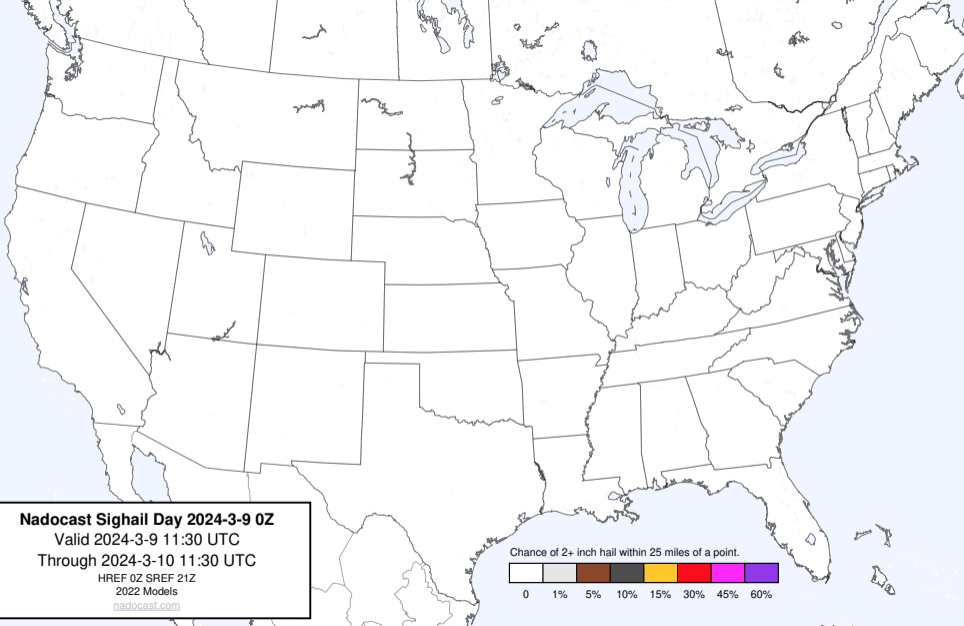 Nadocast Sighail Day 2024-3-9 0Z
Valid 2024-3-9 11:30 UTC
Through 2024-3-10 11:30 UTC
HREF 0Z SREF 21Z
2022 Models
nadocast.com
Chance of 2+ inch hail within 25 miles of a point.
0 1% 5% 10% 15% 30% 45% 60%